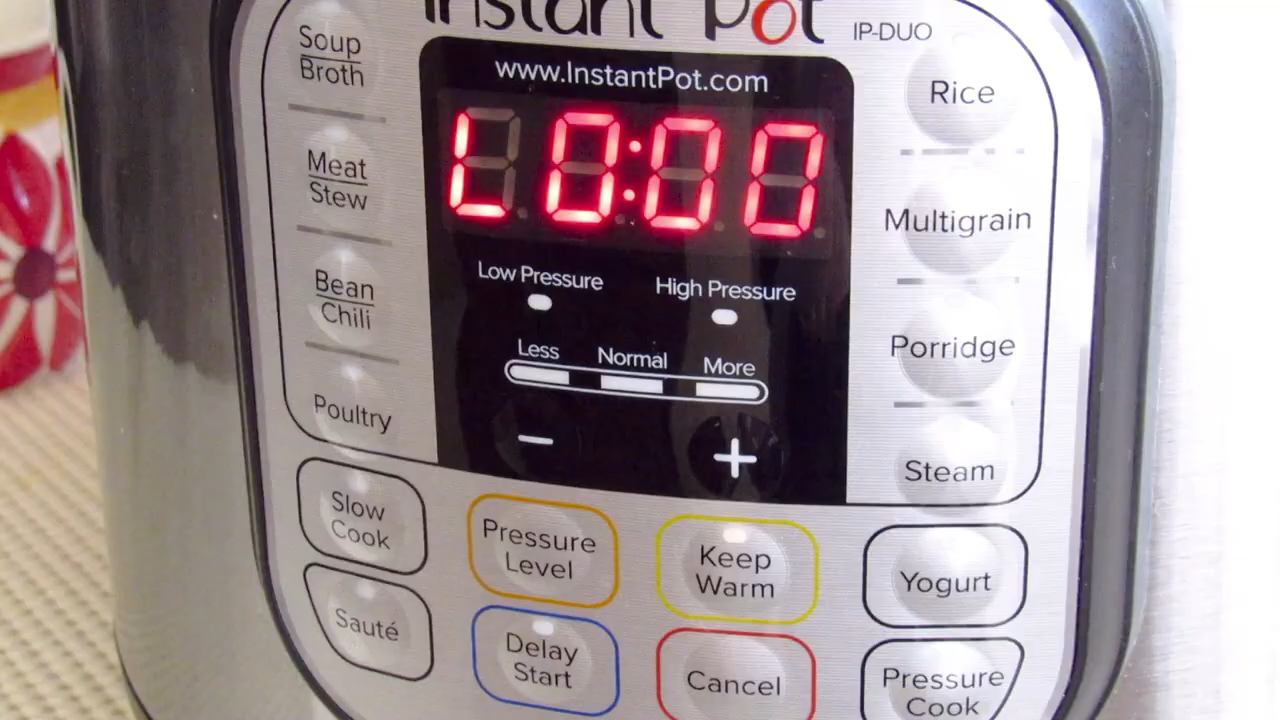 Instant Pot
IP-DUO
www.InstantPot.com
L0:00
Low Pressure
High Pressure
Less
Normal
More
−
+
Soup
Broth
Meat
Stew
Bean
Chili
Poultry
Rice
Multigrain
Porridge
Steam
Slow
Cook
Sauté
Pressure
Level
Delay
Start
Keep
Warm
Cancel
Yogurt
Pressure
Cook